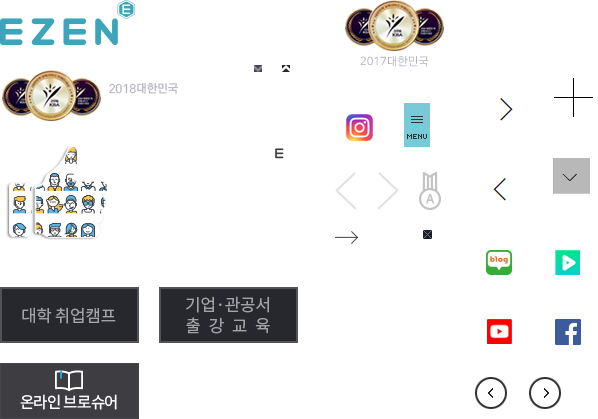 EZEN E
2018대한민국
2017대한민국
MENU
E
A
blog
대학 취업캠프
기업·관공서
출 강 교 육
온라인 브로슈어